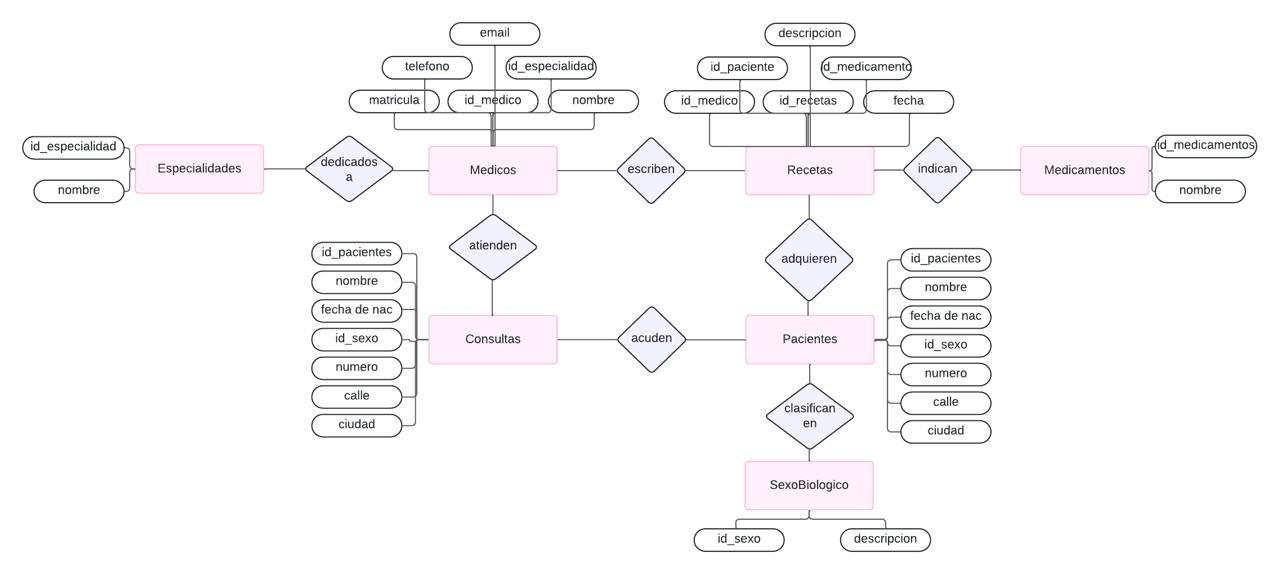 email
descripcion
telefono
id_especialidad
id_paciente
id_medicamento
matricula
id_medico
nombre
id_medico
id_recetas
fecha
id_especialidad
nombre
Especialidades
dedicados
a
Medicos
escriben
Recetas
indican
Medicamentos
id_medicamentos
nombre
atienden
adquieren
id_pacientes
nombre
fecha de nac
id_sexo
numero
calle
ciudad
Consultas
acuden
Pacientes
id_pacientes
nombre
fecha de nac
id_sexo
numero
calle
ciudad
clasifican
en
SexoBiologico
id_sexo
descripcion